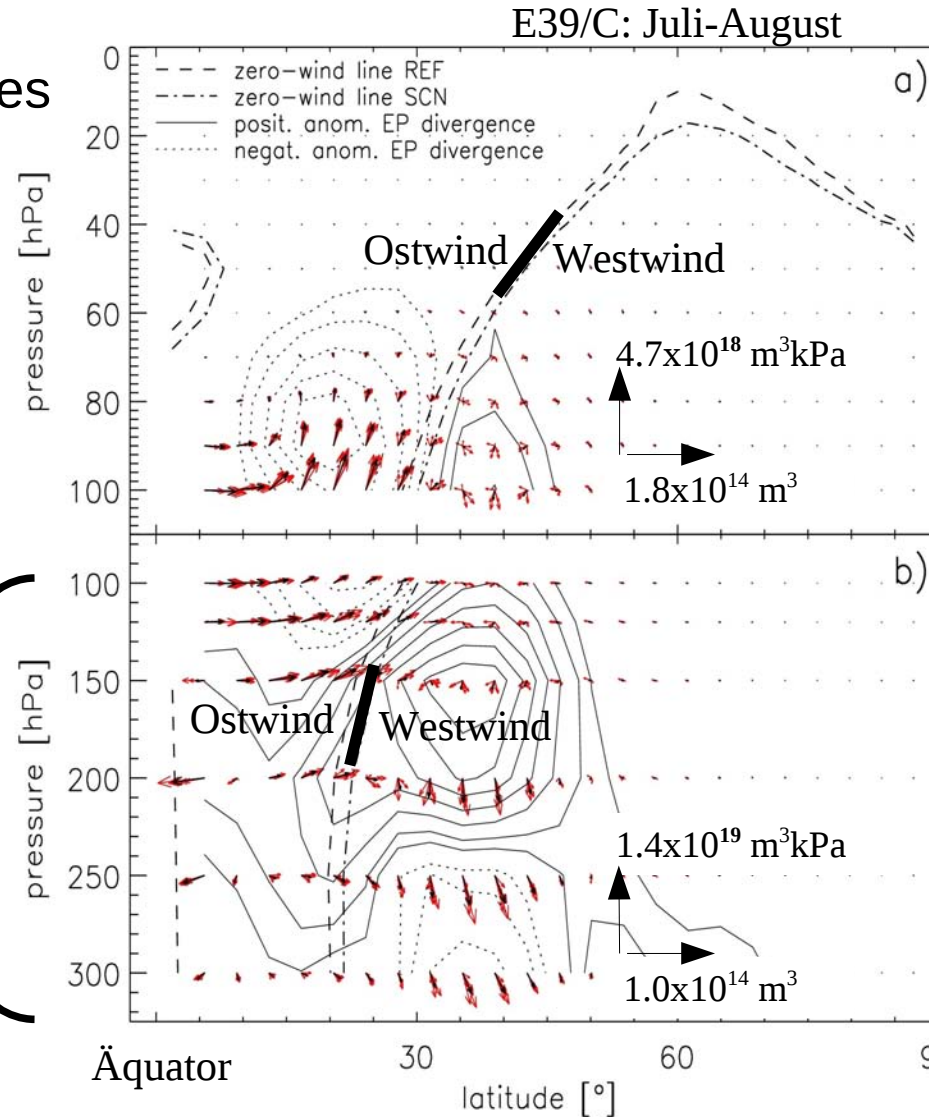 E39/C: Juli-August
es
a)
zero-wind line REF
zero-wind line SCN
posit. anom. EP divergence
negat. anom. EP divergence
0
20
40
60
80
100
pressure [hPa]
Ostwind
Westwind
4.7x10¹⁸ m³kPa
1.8x10¹⁴ m³
b)
100
150
200
250
300
pressure [hPa]
Ostwind
Westwind
1.4x10¹⁹ m³kPa
1.0x10¹⁴ m³
Äquator
30
60
9
latitude [°]